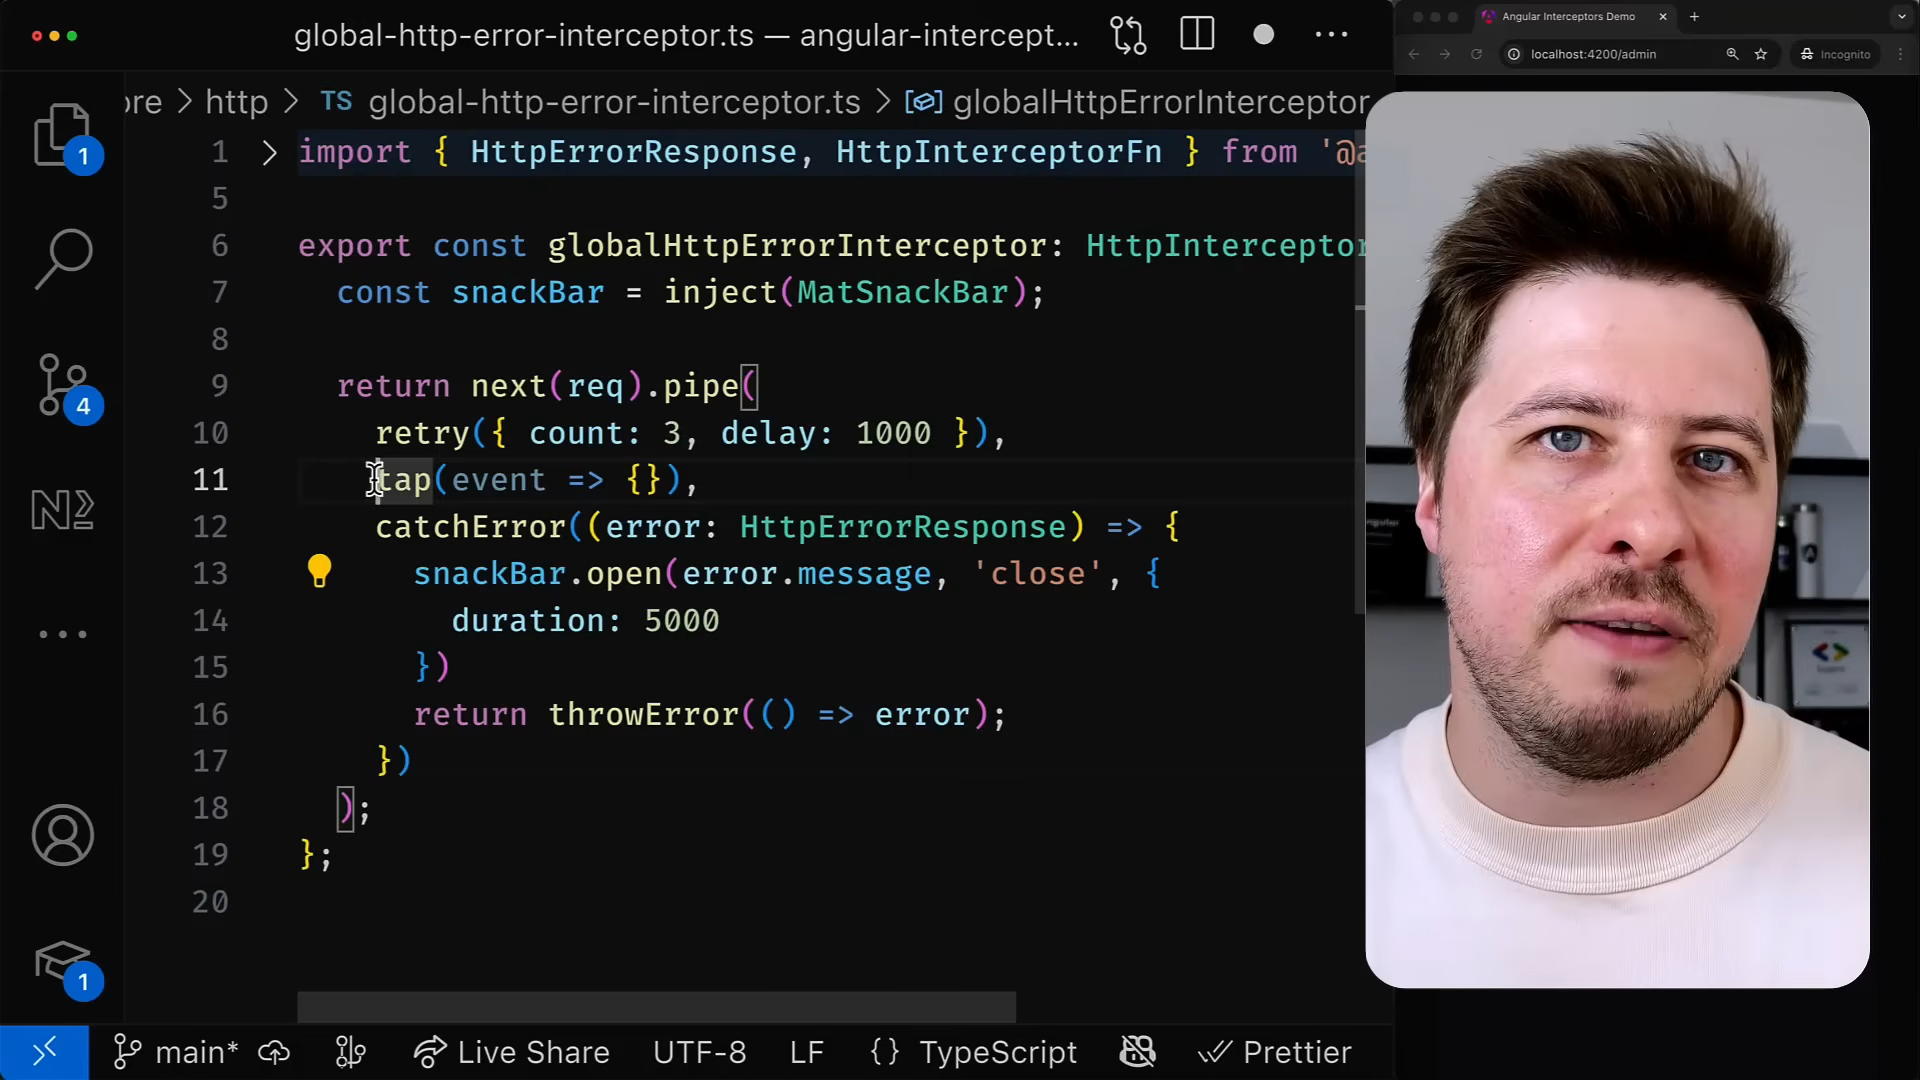 global-http-error-interceptor.ts — angular-intercept...
ore > http > TS global-http-error-interceptor.ts > globalHttpErrorInterceptor
1 import { HttpErrorResponse, HttpInterceptorFn } from '@a
5
6 export const globalHttpErrorInterceptor: HttpInterceptor
7 const snackBar = inject(MatSnackBar);
8
9 return next(req).pipe(
10 retry({ count: 3, delay: 1000 }),
11 tap(event => {}),
12 catchError((error: HttpErrorResponse) => {
13 snackBar.open(error.message, 'close', {
14 duration: 5000
15 })
16 return throwError(() => error);
17 })
18 );
19 };
20
1
4
1
main*
Live Share
UTF-8
LF
{} TypeScript
Prettier
Angular Interceptors Demo
localhost:4200/admin
Incognito